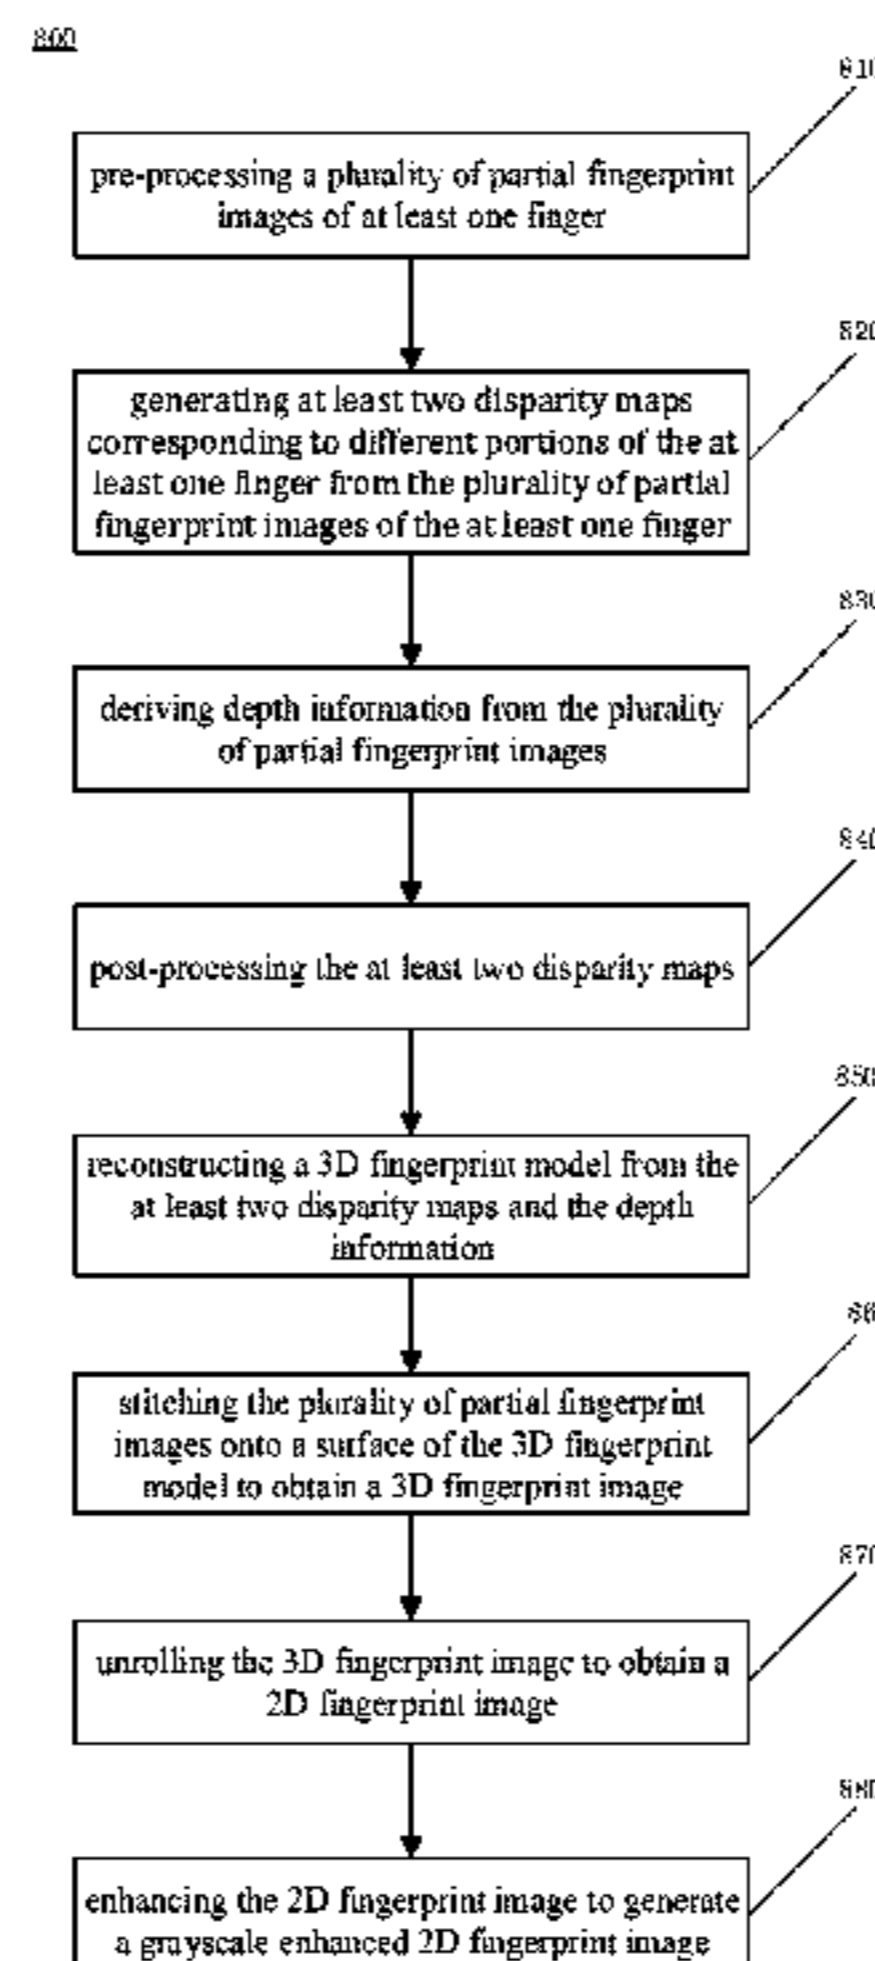 800
810
pre-processing a plurality of partial fingerprint
images of at least one finger
820
generating at least two disparity maps
corresponding to different portions of the at
least one finger from the plurality of partial
fingerprint images of the at least one finger
830
deriving depth information from the plurality
of partial fingerprint images
840
post-processing the at least two disparity maps
850
reconstructing a 3D fingerprint model from the
at least two disparity maps and the depth
information
86
stitching the plurality of partial fingerprint
images onto a surface of the 3D fingerprint
model to obtain a 3D fingerprint image
870
unrolling the 3D fingerprint image to obtain a
2D fingerprint image
880
enhancing the 2D fingerprint image to generate
a grayscale enhanced 2D fingerprint image